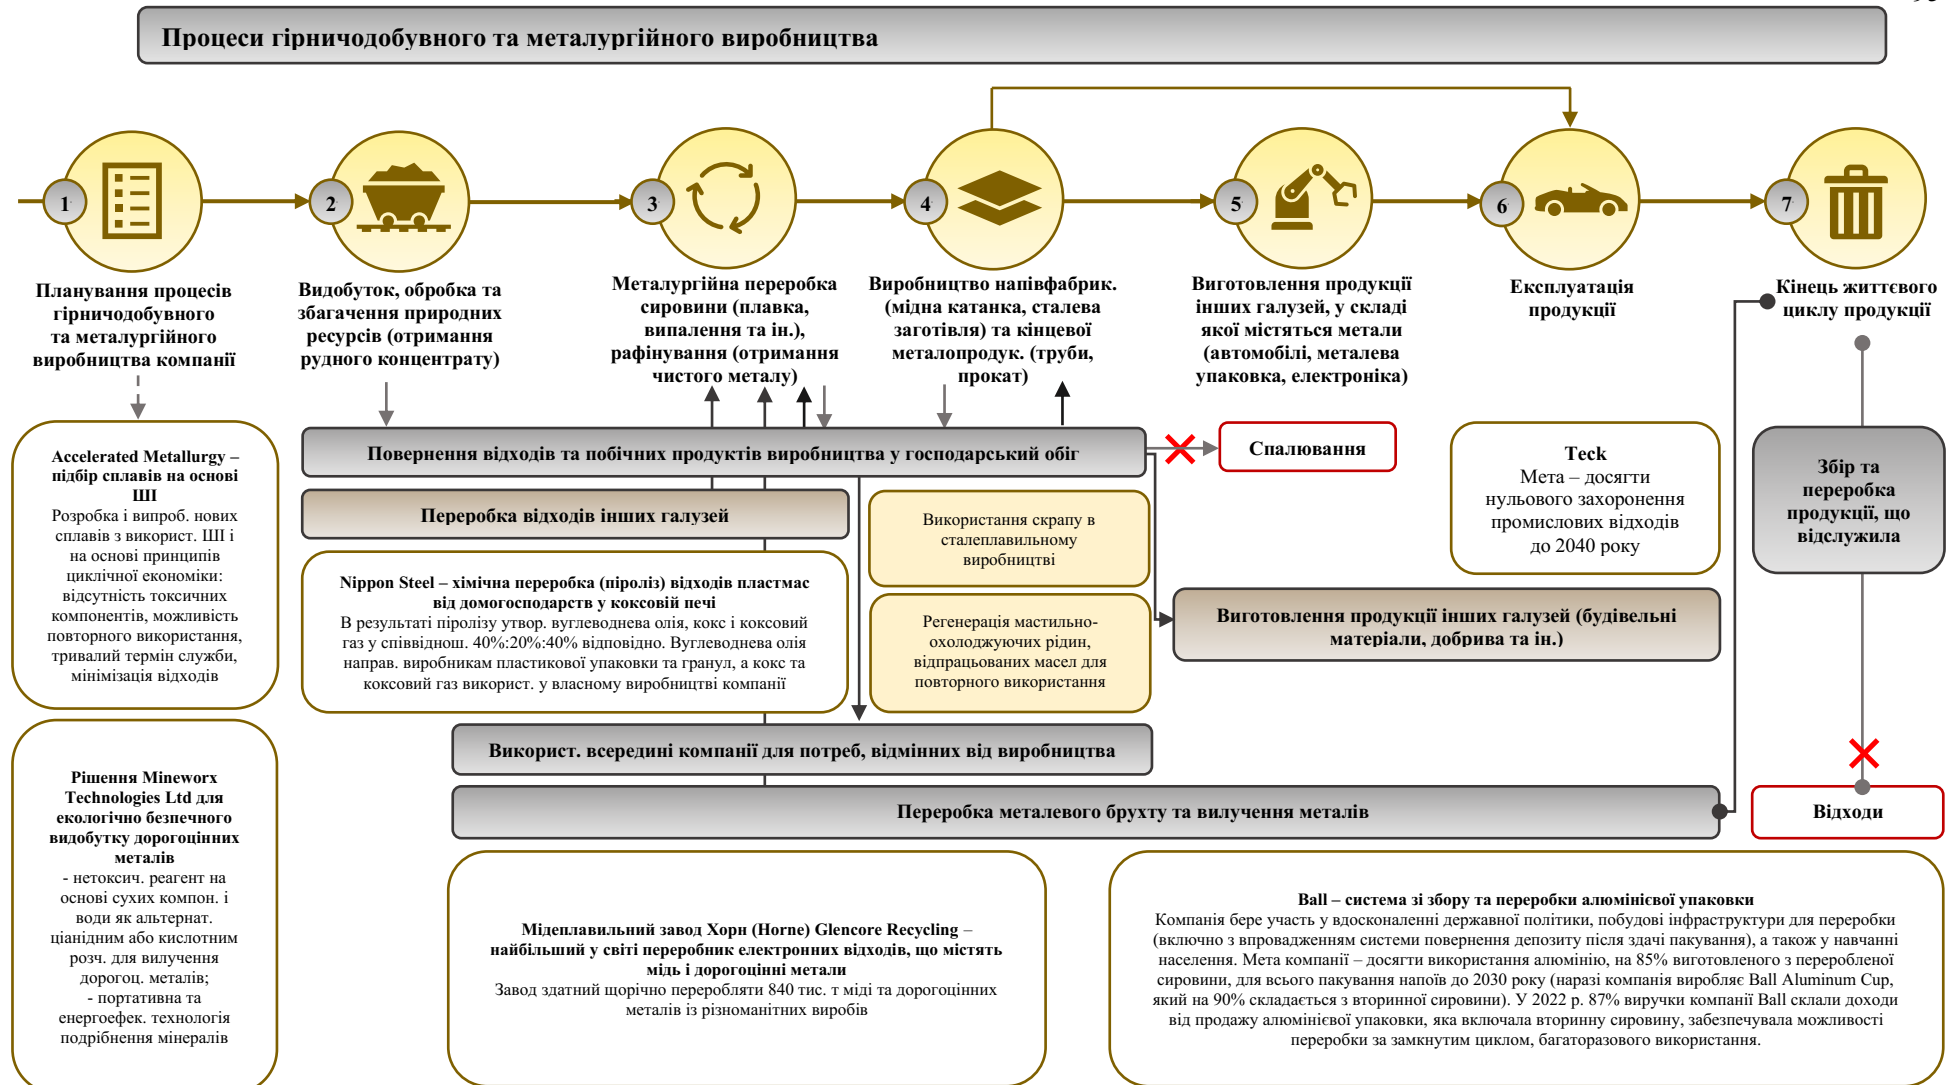 Процеси гірничодобувного та металургійного виробництва
1
2
3
4
5
6
7
Планування процесів
гірничодобувного
та металургійного
виробництва компанії
Видобуток, обробка та
збагачення природних
ресурсів (отримання
рудного концентрату)
Металургійна переробка
сировини (плавка,
випалення та ін.),
рафінування (отримання
чистого металу)
Виробництво напівфабрик.
(мідна катанка, сталева
заготівля) та кінцевої
металопродук. (труби,
прокат)
Виготовлення продукції
інших галузей, у складі
якої містяться метали
(автомобілі, металева
упаковка, електроніка)
Експлуатація
продукції
Кінець життєвого
циклу продукції
Accelerated Metallurgy –
підбір сплавів на основі
ШІ
Розробка і випроб. нових
сплавів з використ. ШІ і
на основі принципів
циклічної економіки:
відсутність токсичних
компонентів, можливість
повторного використання,
тривалий термін служби,
мінімізація відходів
Повернення відходів та побічних продуктів виробництва у господарський обіг
Спалювання
Teck
Мета – досягти
нульового захоронення
промислових відходів
до 2040 року
Збір та
переробка
продукції, що
відслужила
Переробка відходів інших галузей
Використання скрапу в
сталеплавильному
виробництві
Nippon Steel – хімічна переробка (піроліз) відходів пластмас
від домогосподарств у коксовій печі
В результаті піролізу утвор. вуглеводнева олія, кокс і коксовий
газ у співвіднош. 40%:20%:40% відповідно. Вуглеводнева олія
направ. виробникам пластикової упаковки та гранул, а кокс та
коксовий газ використ. у власному виробництві компанії
Регенерація мастильно-
охолоджуючих рідин,
відпрацьованих масел для
повторного використання
Виготовлення продукції інших галузей (будівельні
матеріали, добрива та ін.)
Використ. всередині компанії для потреб, відмінних від виробництва
Переробка металевого брухту та вилучення металів
Відходи
Рішення Mineworx
Technologies Ltd для
екологічно безпечного
видобутку дорогоцінних
металів
- нетоксич. реагент на
основі сухих компон. і
води як альтернат.
ціанідним або кислотним
розч. для вилучення
дорогоц. металів;
- портативна та
енергоефек. технологія
подрібнення мінералів
Мідеплавильний завод Хорн (Horne) Glencore Recycling –
найбільший у світі переробник електронних відходів, що містять
мідь і дорогоцінні метали
Завод здатний щорічно переробляти 840 тис. т міді та дорогоцінних
металів із різноманітних виробів
Ball – система зі збору та переробки алюмінієвої упаковки
Компанія бере участь у вдосконаленні державної політики, побудові інфраструктури для переробки
(включно з впровадженням системи повернення депозиту після здачі пакування), а також у навчанні
населення. Мета компанії – досягти використання алюмінію, на 85% виготовленого з переробленої
сировини, для всього пакування напоїв до 2030 року (наразі компанія виробляє Ball Aluminum Cup,
який на 90% складається з вторинної сировини). У 2022 р. 87% виручки компанії Ball склали доходи
від продажу алюмінієвої упаковки, яка включала вторинну сировину, забезпечувала можливості
переробки за замкнутим циклом, багаторазового використання.